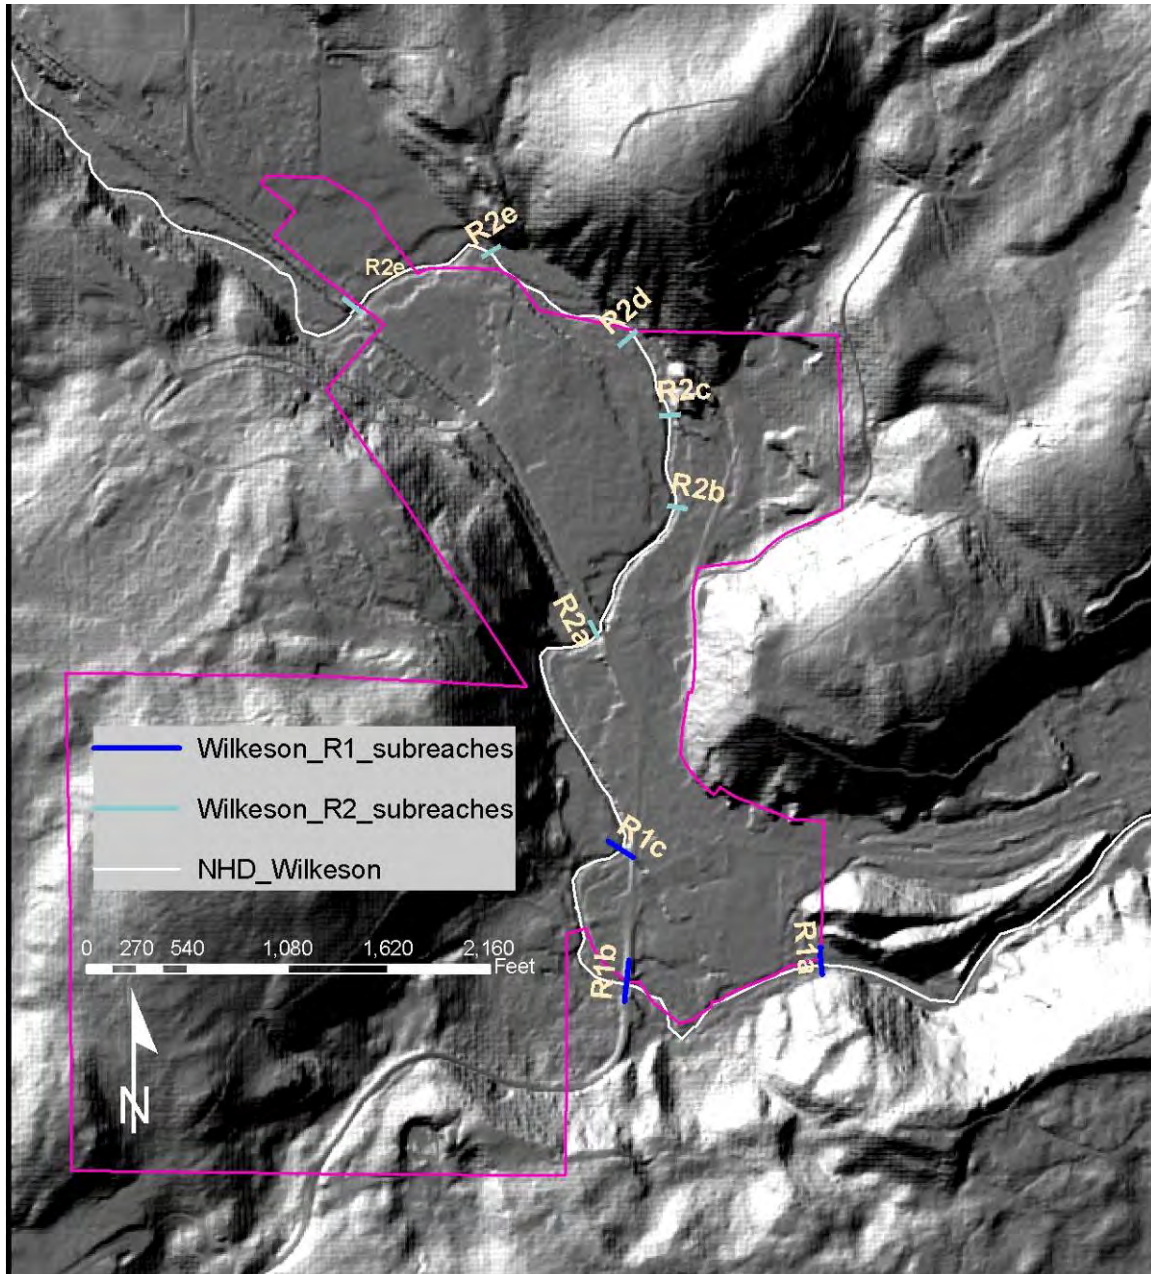 R2e
R2e
R2d
R2c
R2b
R2a
Wilkeson_R1_subreaches
Wilkeson_R2_subreaches
NHD_Wilkeson
R1c
0 270 540 1,080 1,620 2,160
Feet
R1b
R1a
N